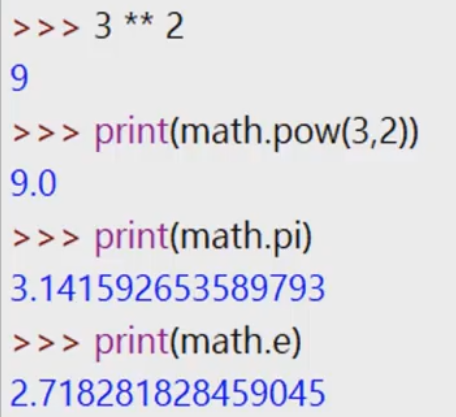 >>> 3 ** 2
9
>>> print(math.pow(3,2))
9.0
>>> print(math.pi)
3.141592653589793
>>> print(math.e)
2.718281828459045